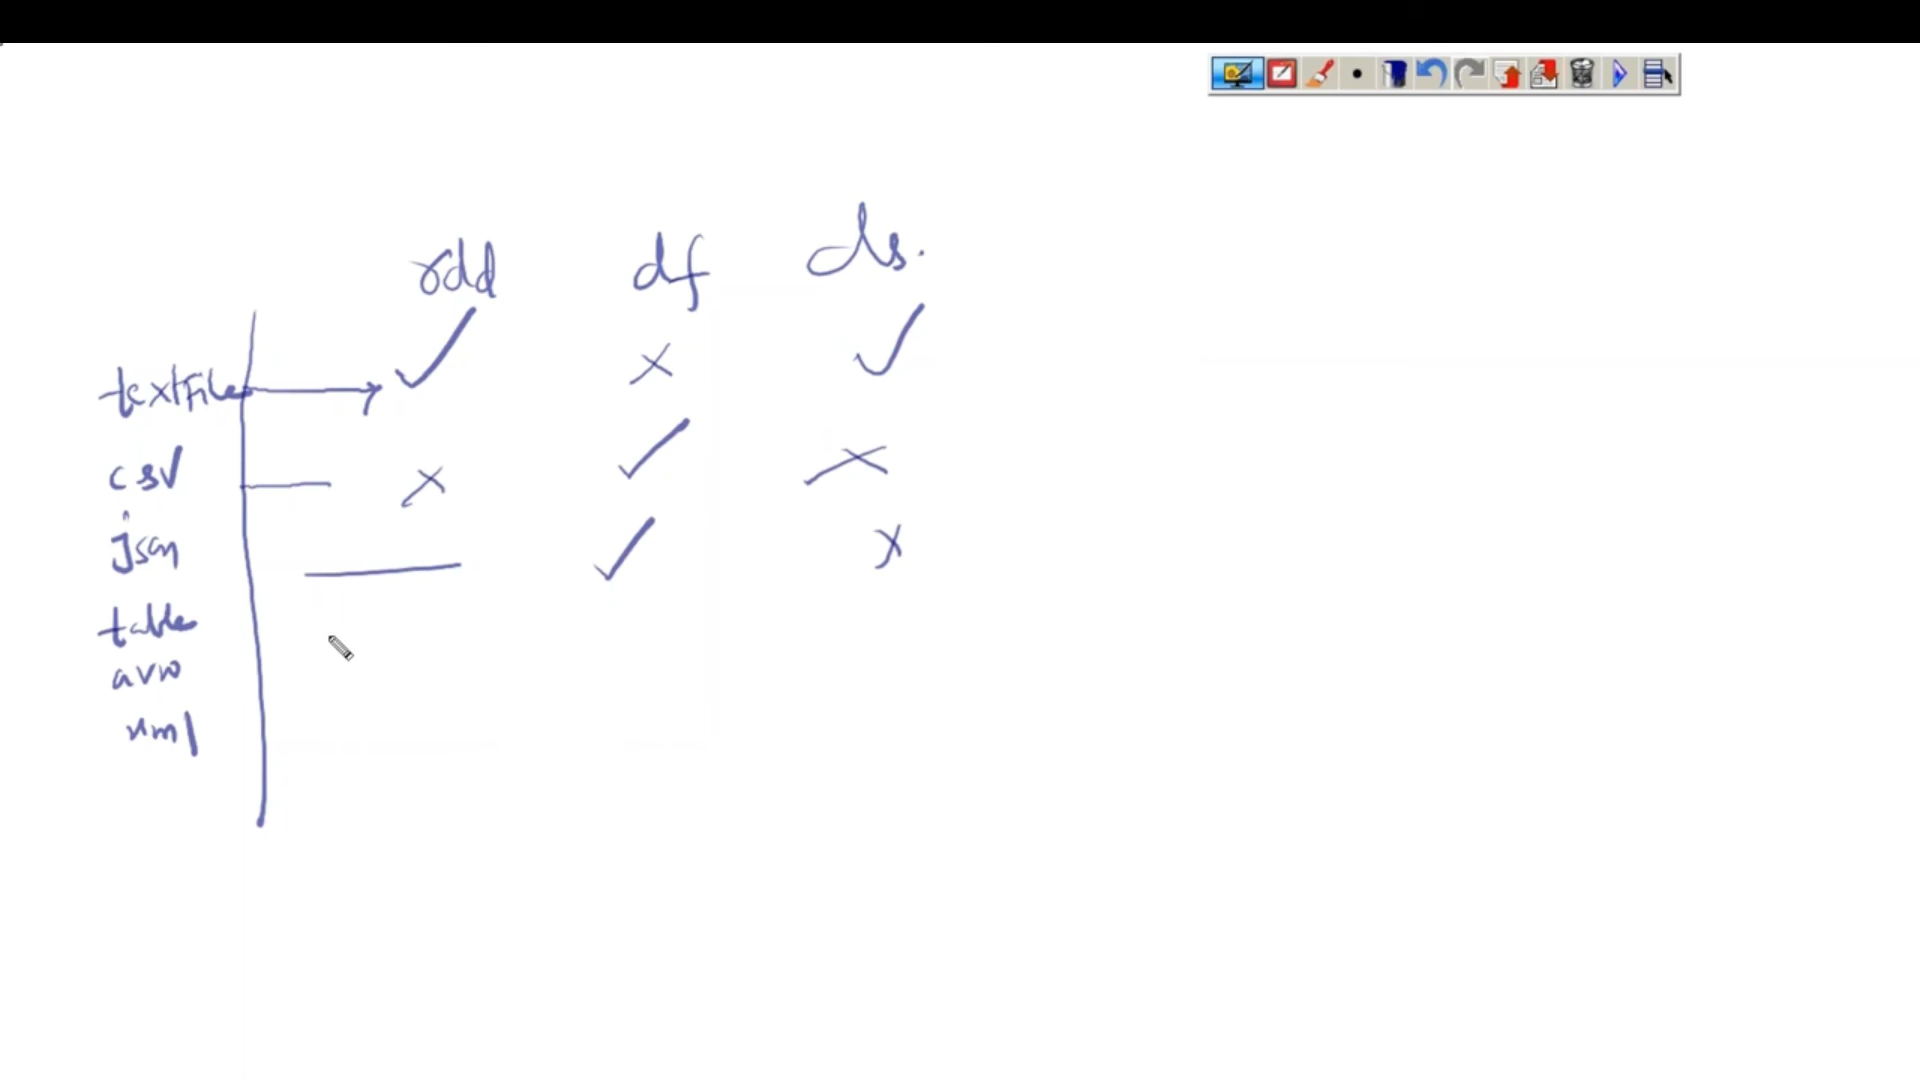 rdd df ds.
textFile
csv
json
table
avro
xml